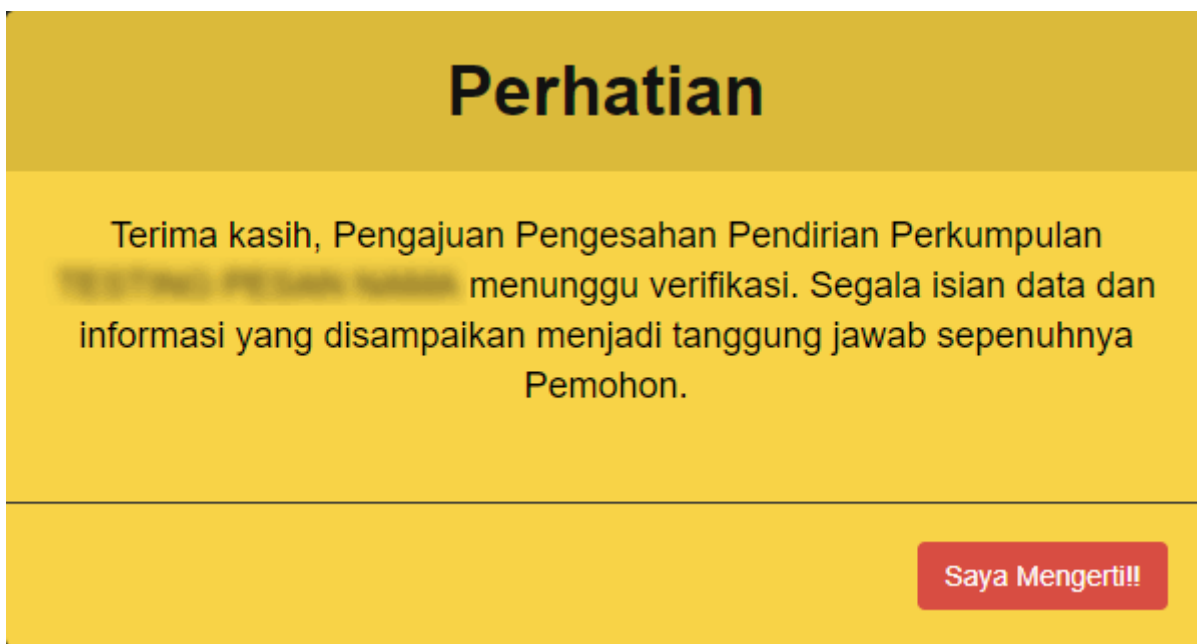 Perhatian
Terima kasih, Pengajuan Pengesahan Pendirian Perkumpulan
menunggu verifikasi. Segala isian data dan
informasi yang disampaikan menjadi tanggung jawab sepenuhnya
Pemohon.
Saya Mengerti!!